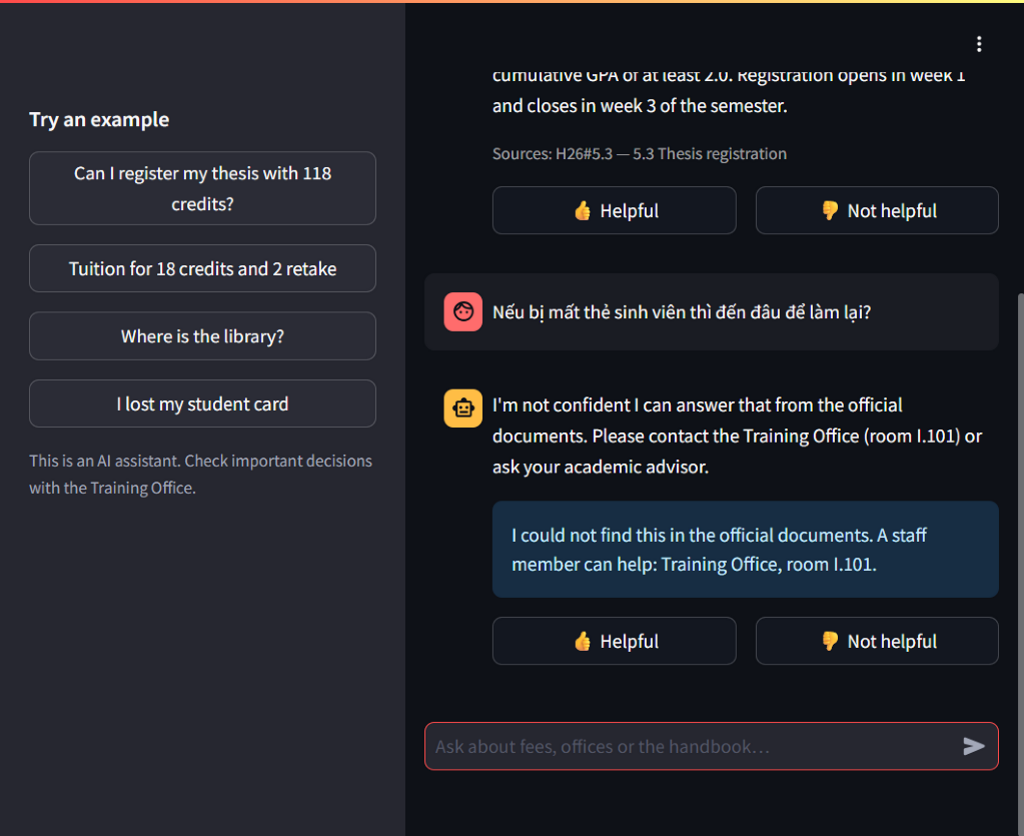 Try an example
Can I register my thesis with 118
credits?
Tuition for 18 credits and 2 retake
Where is the library?
I lost my student card
This is an AI assistant. Check important decisions
with the Training Office.
cumulative GPA of at least 2.0. Registration opens in week 1
and closes in week 3 of the semester.
Sources: H26#5.3 — 5.3 Thesis registration
👍 Helpful
👎 Not helpful
Nếu bị mất thẻ sinh viên thì đến đâu để làm lại?
I'm not confident I can answer that from the official
documents. Please contact the Training Office (room I.101) or
ask your academic advisor.
I could not find this in the official documents. A staff
member can help: Training Office, room I.101.
👍 Helpful
👎 Not helpful
Ask about fees, offices or the handbook…